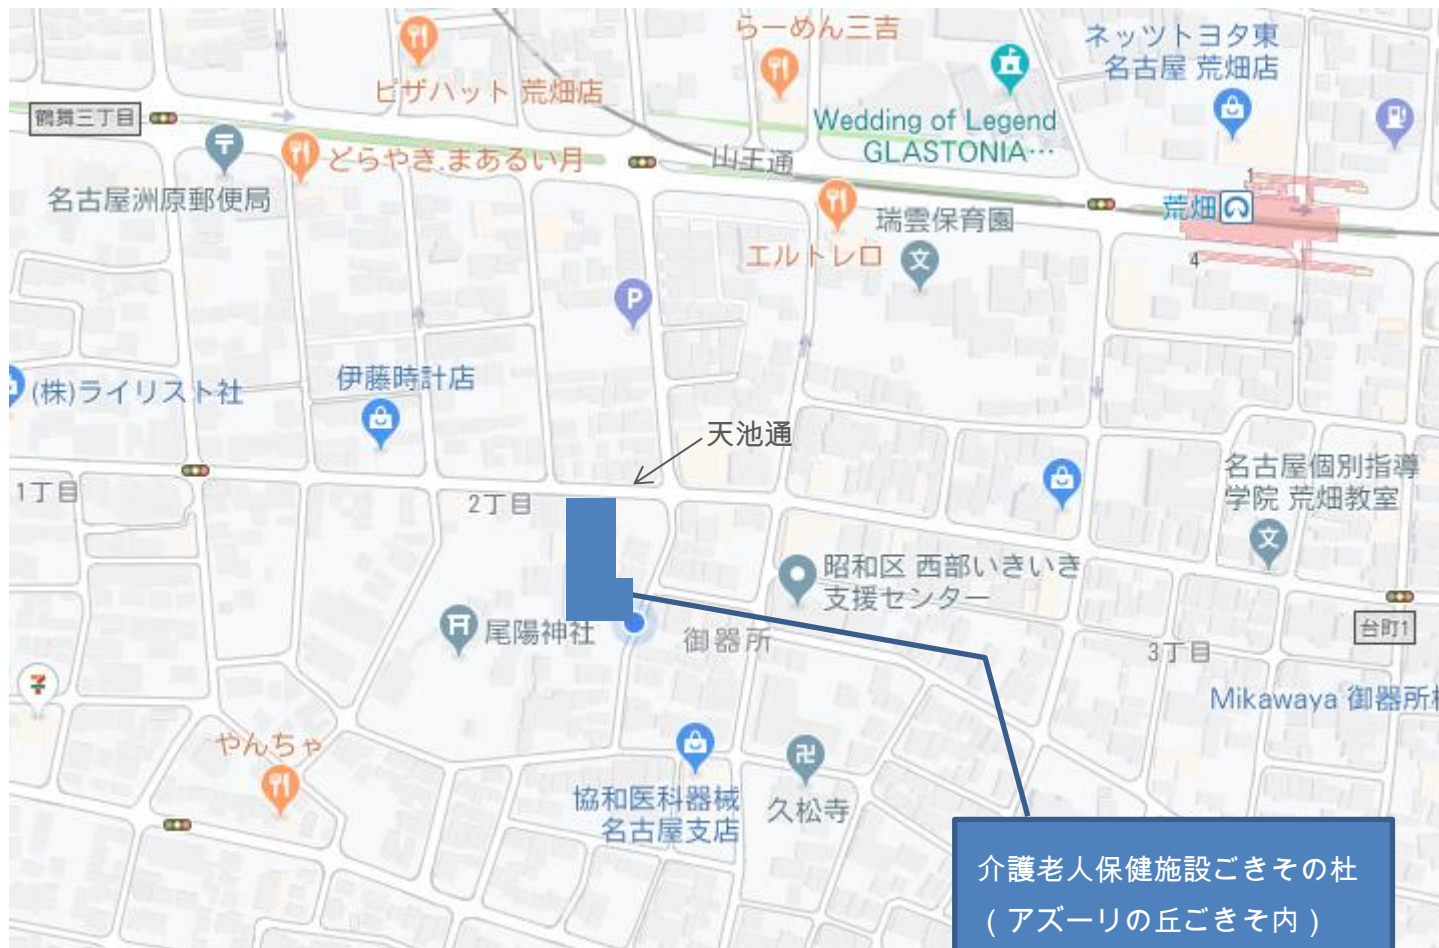 らーめん三吉
ネッツトヨタ東
名古屋 荒畑店
ピザハット 荒畑店
鶴舞三丁目
Wedding of Legend
GLASTONIA…
どらやき.まあるい月
山王通
名古屋洲原郵便局
1
荒畑
瑞雲保育園
エルトレロ
文
4
P
(株)ライリスト社
伊藤時計店
天池通
1丁目
2丁目
名古屋個別指導
学院 荒畑教室
文
昭和区 西部いきいき
支援センター
尾陽神社
御器所
台町1
3丁目
7
Mikawaya 御器所
やんちゃ
卍
協和医科器械
名古屋支店
久松寺
介護老人保健施設ごきその杜
(アズーリの丘ごきそ内)